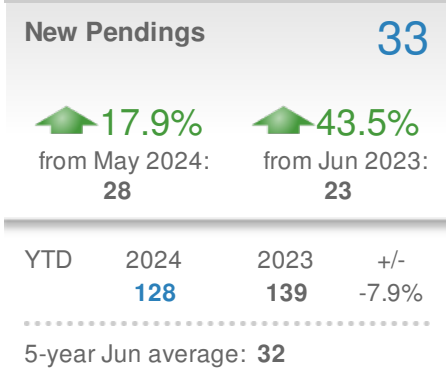 New Pendings 33
17.9% 43.5%
from May 2024: from Jun 2023:
28 23
YTD 2024 2023 +/-
128 139 -7.9%
5-year Jun average: 32